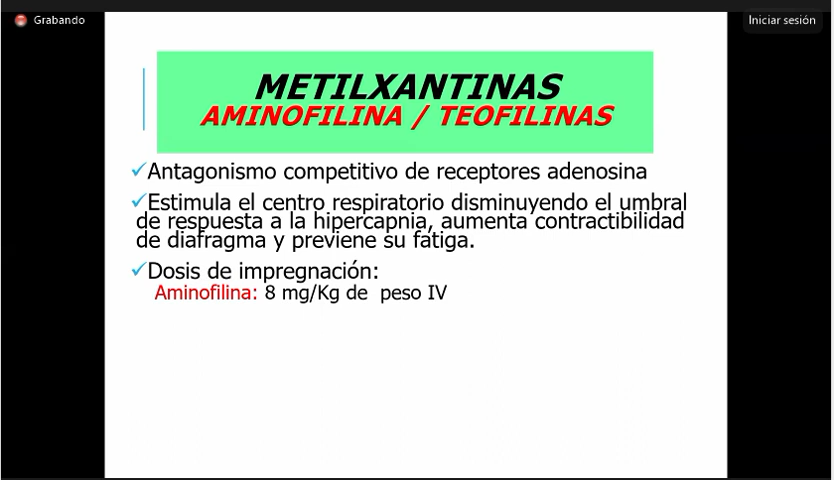 Grabando
Iniciar sesión
METILXANTINAS
AMINOFILINA / TEOFILINAS
✓Antagonismo competitivo de receptores adenosina
✓Estimula el centro respiratorio disminuyendo el umbral
de respuesta a la hipercapnia, aumenta contractibilidad
de diafragma y previene su fatiga.
✓Dosis de impregnación:
Aminofilina: 8 mg/Kg de peso IV